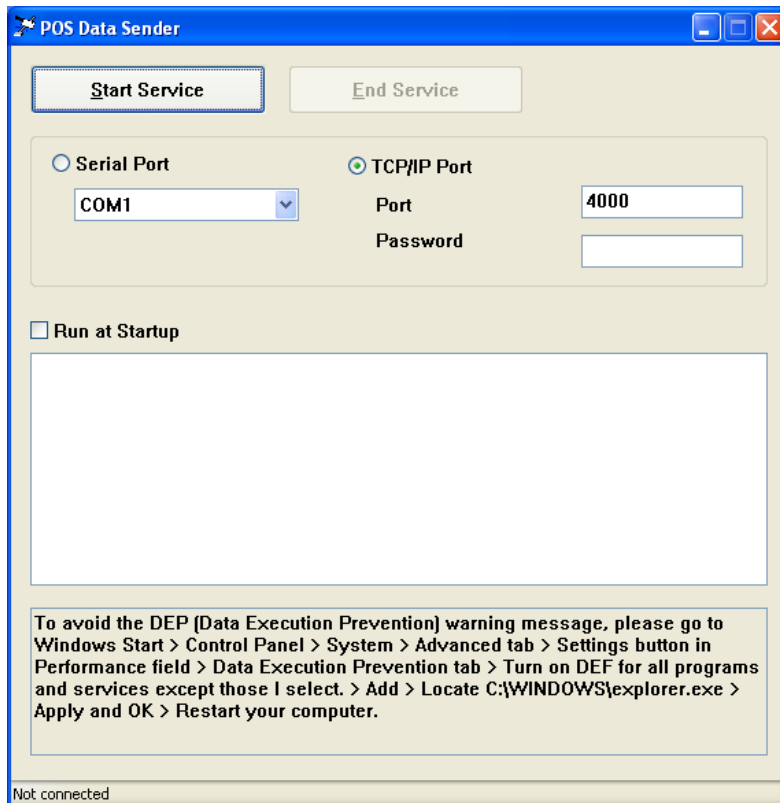 POS Data Sender
Start Service
End Service
Serial Port
TCP/IP Port
COM1
Port
4000
Password
Run at Startup
To avoid the DEP (Data Execution Prevention) warning message, please go to
Windows Start > Control Panel > System > Advanced tab > Settings button in
Performance field > Data Execution Prevention tab > Turn on DEF for all programs
and services except those I select. > Add > Locate C:\WINDOWS\explorer.exe >
Apply and OK > Restart your computer.
Not connected